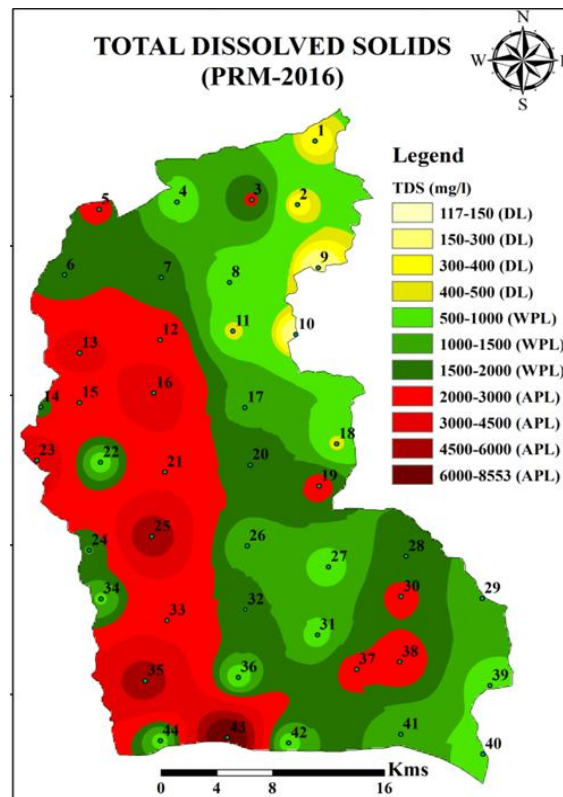 TOTAL DISSOLVED SOLIDS
(PRM-2016)
N
W
E
S
Legend
TDS (mg/l)
117-150 (DL)
150-300 (DL)
300-400 (DL)
400-500 (DL)
500-1000 (WPL)
1000-1500 (WPL)
1500-2000 (WPL)
2000-3000 (APL)
3000-4500 (APL)
4500-6000 (APL)
6000-8553 (APL)
1
2
3
4
5
6
7
8
9
10
11
12
13
14
15
16
17
18
19
20
21
22
23
24
25
26
27
28
29
30
31
32
33
34
35
36
37
38
39
40
41
42
43
44
Kms
0 4 8 16